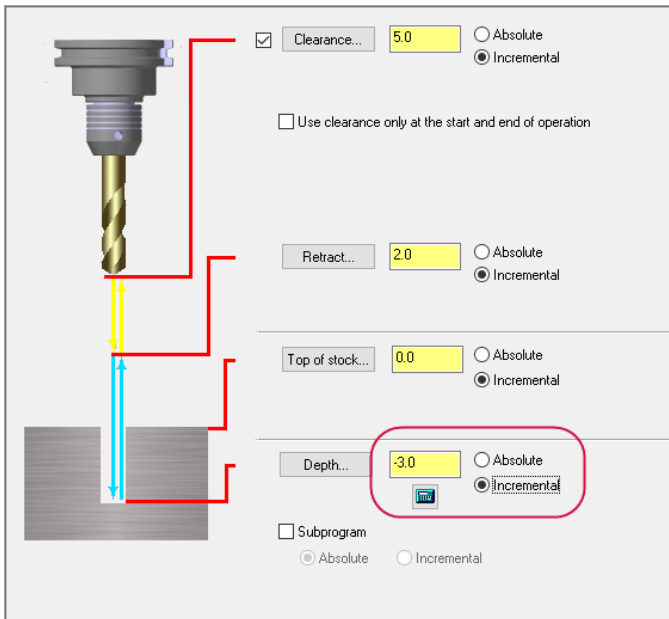 Clearance... 5.0 Absolute
Incremental
Use clearance only at the start and end of operation
Retract... 2.0 Absolute
Incremental
Top of stock... 0.0 Absolute
Incremental
Depth... -3.0 Absolute
Incremental
Subprogram
Absolute Incremental